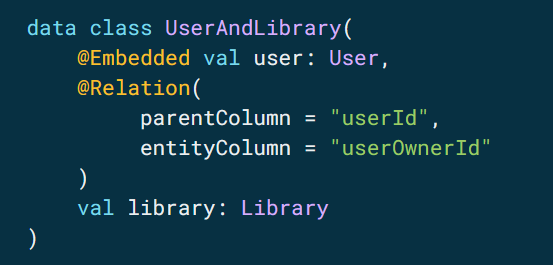 data class UserAndLibrary(
    @Embedded val user: User,
    @Relation(
         parentColumn = "userId",
         entityColumn = "userOwnerId"
    )
    val library: Library
)